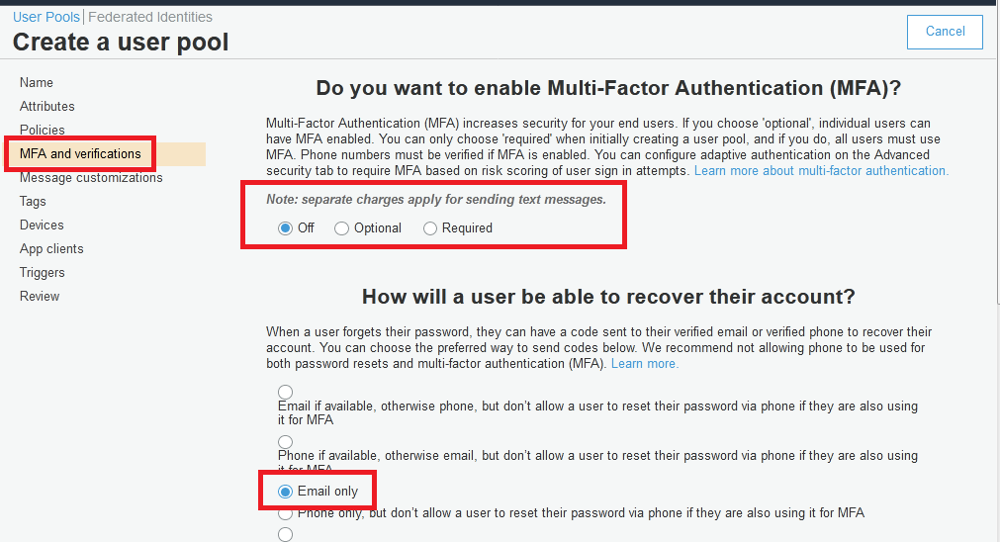 User Pools | Federated Identities
Create a user pool
Cancel
Name
Attributes
Policies
MFA and verifications
Message customizations
Tags
Devices
App clients
Triggers
Review
Do you want to enable Multi-Factor Authentication (MFA)?
Multi-Factor Authentication (MFA) increases security for your end users. If you choose 'optional', individual users can
have MFA enabled. You can only choose 'required' when initially creating a user pool, and if you do, all users must use
MFA. Phone numbers must be verified if MFA is enabled. You can configure adaptive authentication on the Advanced
security tab to require MFA based on risk scoring of user sign in attempts. Learn more about multi-factor authentication.
Note: separate charges apply for sending text messages.
Off Optional Required
How will a user be able to recover their account?
When a user forgets their password, they can have a code sent to their verified email or verified phone to recover their
account. You can choose the preferred way to send codes below. We recommend not allowing phone to be used for
both password resets and multi-factor authentication (MFA). Learn more.
Email if available, otherwise phone, but don’t allow a user to reset their password via phone if they are also using
it for MFA
Phone if available, otherwise email, but don’t allow a user to reset their password via phone if they are also using
it for MFA
Email only
Phone only, but don’t allow a user to reset their password via phone if they are also using it for MFA